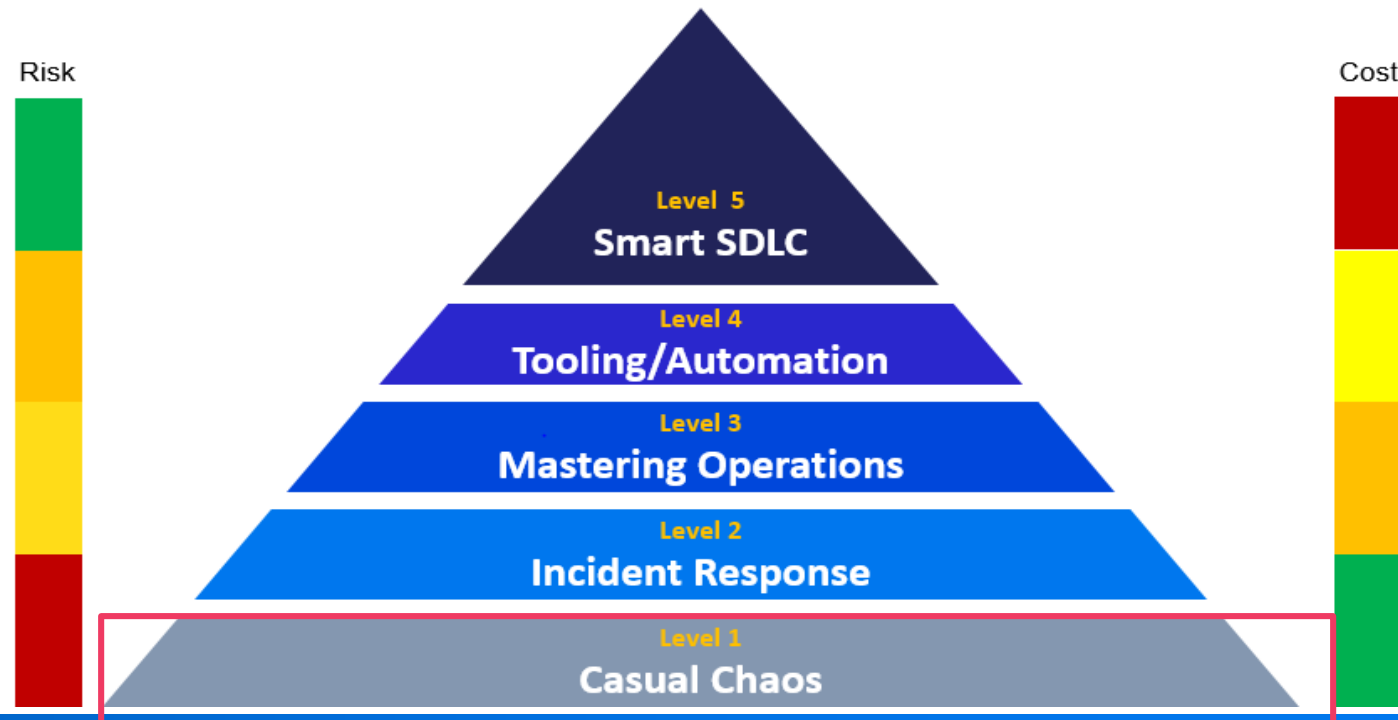 Risk
Cost
Level 5
Smart SDLC
Level 4
Tooling/Automation
Level 3
Mastering Operations
Level 2
Incident Response
Level 1
Casual Chaos